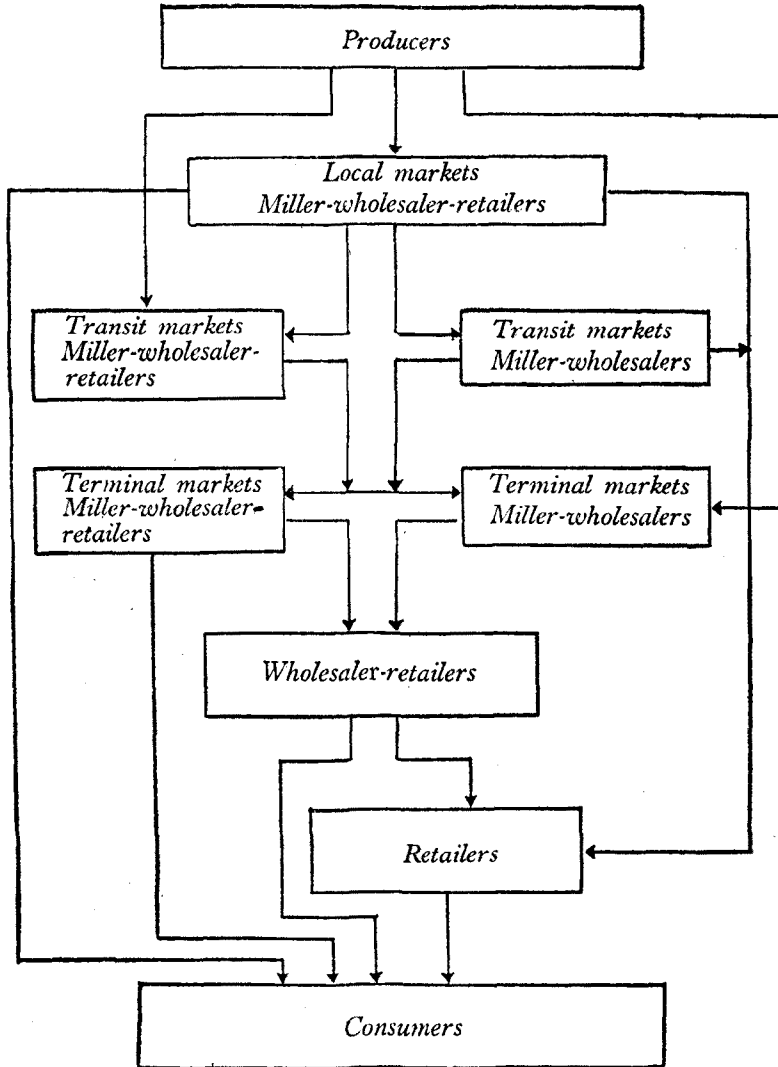 Producers
Local markets
Miller-wholesaler-retailers
Transit markets
Miller-wholesaler-
retailers
Transit markets
Miller-wholesalers
Terminal markets
Miller-wholesaler-
retailers
Terminal markets
Miller-wholesalers
Wholesaler-retailers
Retailers
Consumers